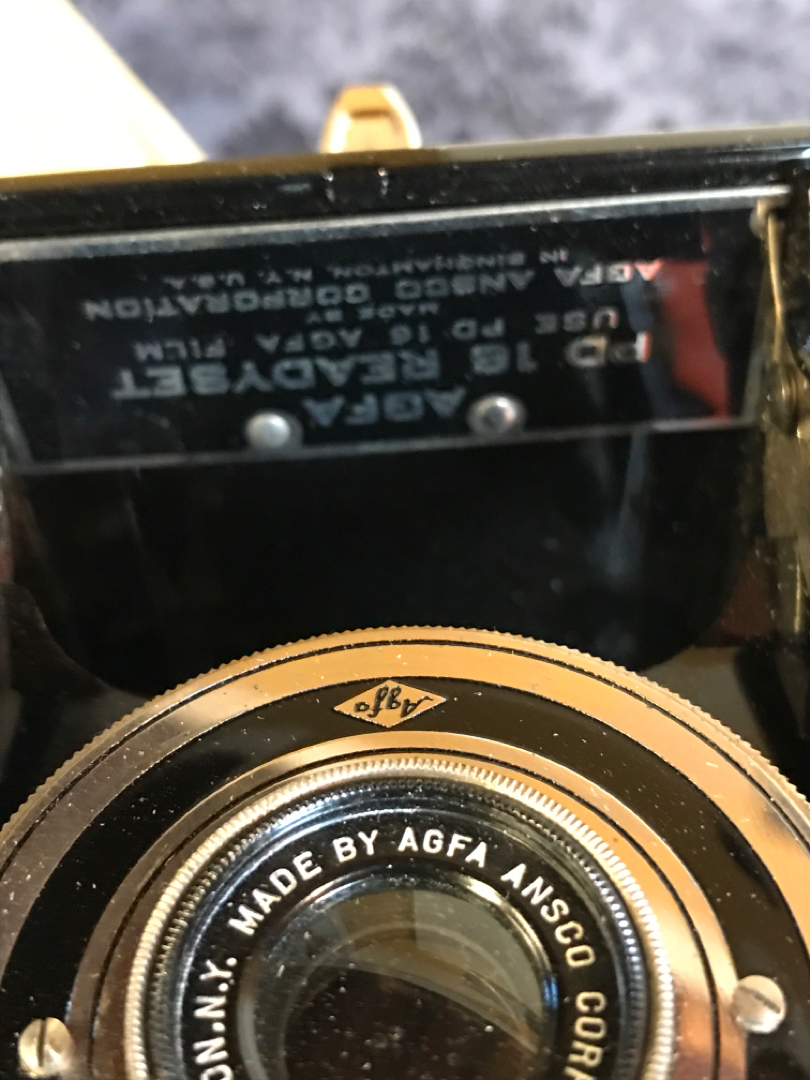 AGFA
PD 16 READYSET
USE PD 16 AGFA FILM
MADE BY
AGFA ANSCO CORPORATION
IN BINGHAMTON, N.Y. U.S.A.
Agfa
ON.N.Y. MADE BY AGFA ANSCO COR